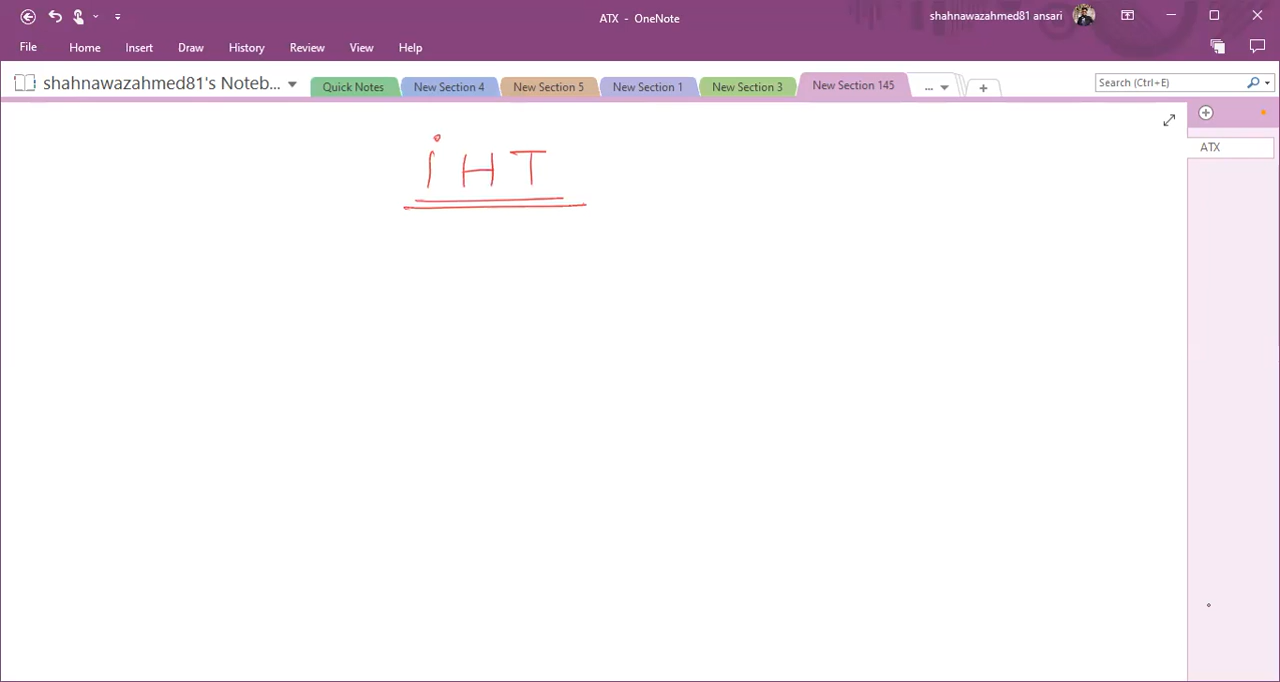 ATX - OneNote
shahnawazahmed81 ansari
File Home Insert Draw History Review View Help
shahnawazahmed81's Noteb... Quick Notes New Section 4 New Section 5 New Section 1 New Section 3 New Section 145 ... Search (Ctrl+E)
ATX
iHT